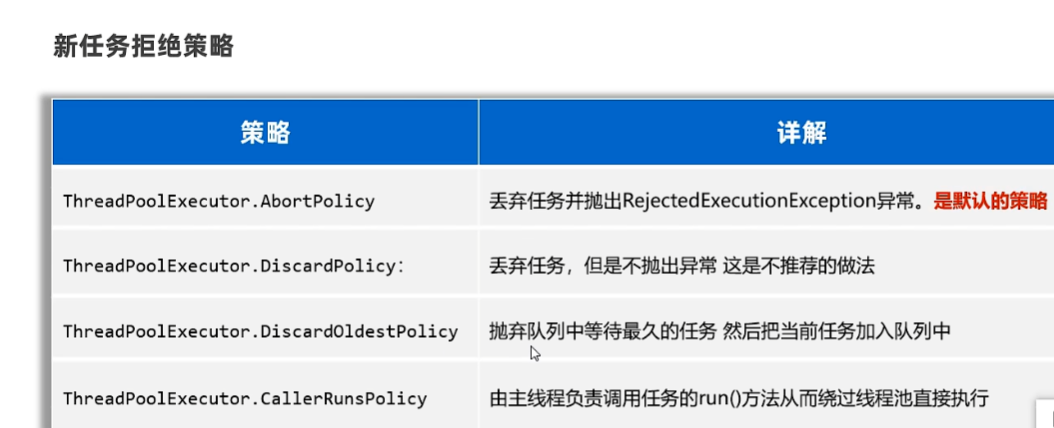 新任务拒绝策略
策略 详解
ThreadPoolExecutor.AbortPolicy 丢弃任务并抛出RejectedExecutionException异常。是默认的策略
ThreadPoolExecutor.DiscardPolicy: 丢弃任务，但是不抛出异常 这是不推荐的做法
ThreadPoolExecutor.DiscardOldestPolicy 抛弃队列中等待最久的任务 然后把当前任务加入队列中
ThreadPoolExecutor.CallerRunsPolicy 由主线程负责调用任务的run()方法从而绕过线程池直接执行